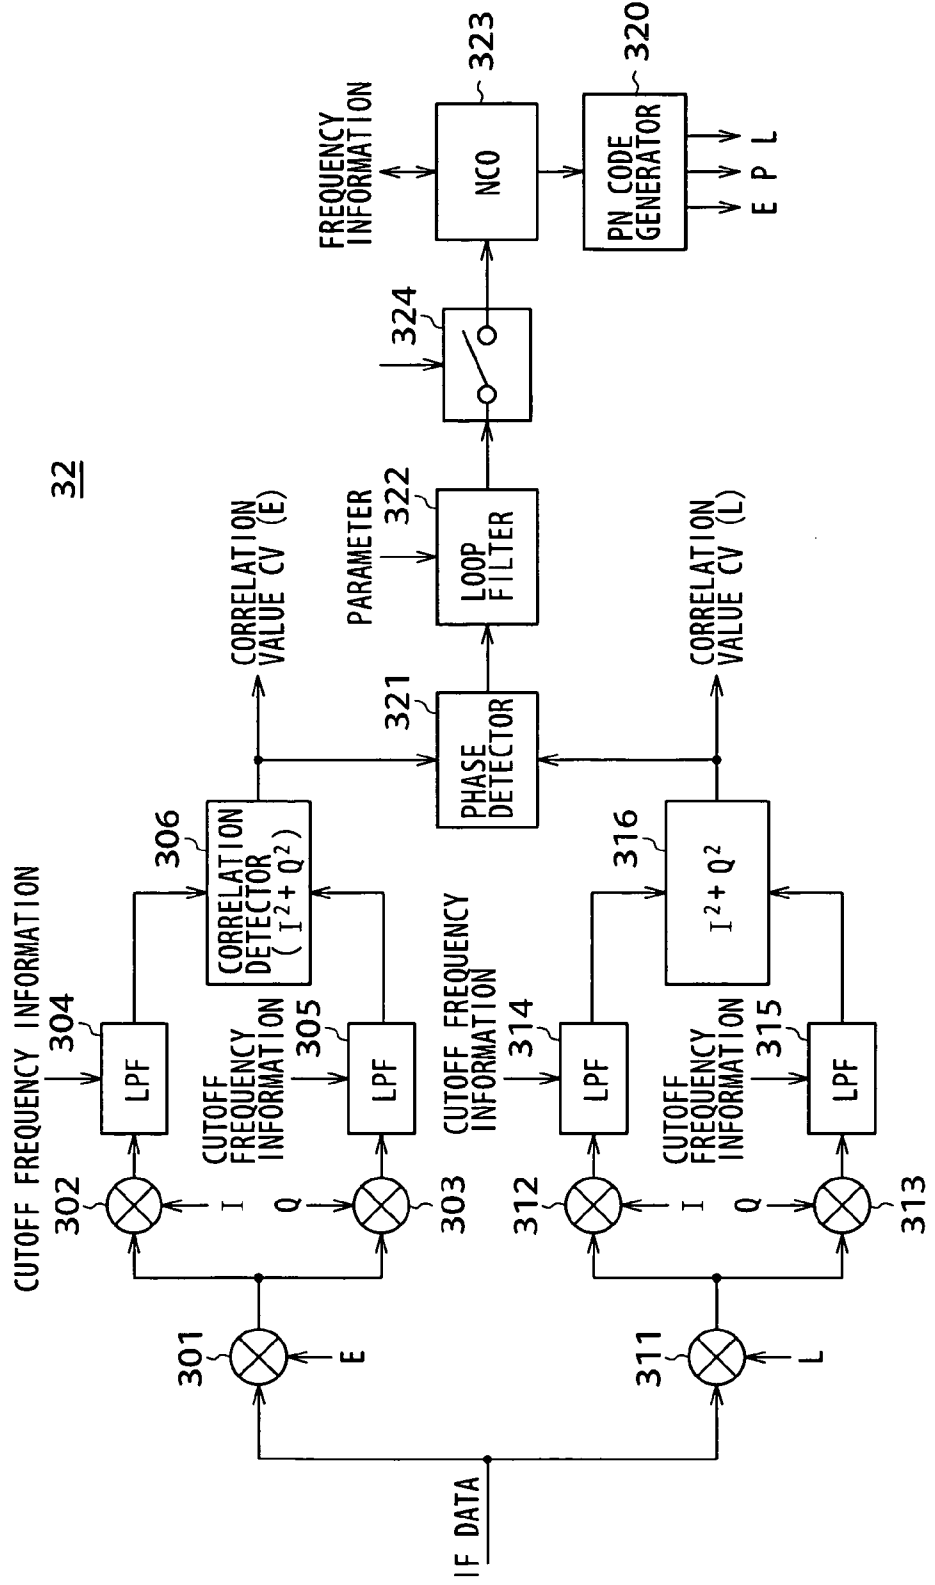 32
IF DATA
301
E
302
I
Q
303
CUTOFF FREQUENCY INFORMATION
304
LPF
CUTOFF
FREQUENCY
INFORMATION
305
LPF
306
CORRELATION
DETECTOR
( I²+ Q²)
CORRELATION
VALUE CV (E)
311
L
312
I
Q
313
CUTOFF FREQUENCY
INFORMATION
314
LPF
CUTOFF
FREQUENCY
INFORMATION
315
LPF
316
I²+ Q²
CORRELATION
VALUE CV (L)
321
PHASE
DETECTOR
PARAMETER
322
LOOP
FILTER
324
FREQUENCY
INFORMATION
323
NCO
320
PN CODE
GENERATOR
E P L